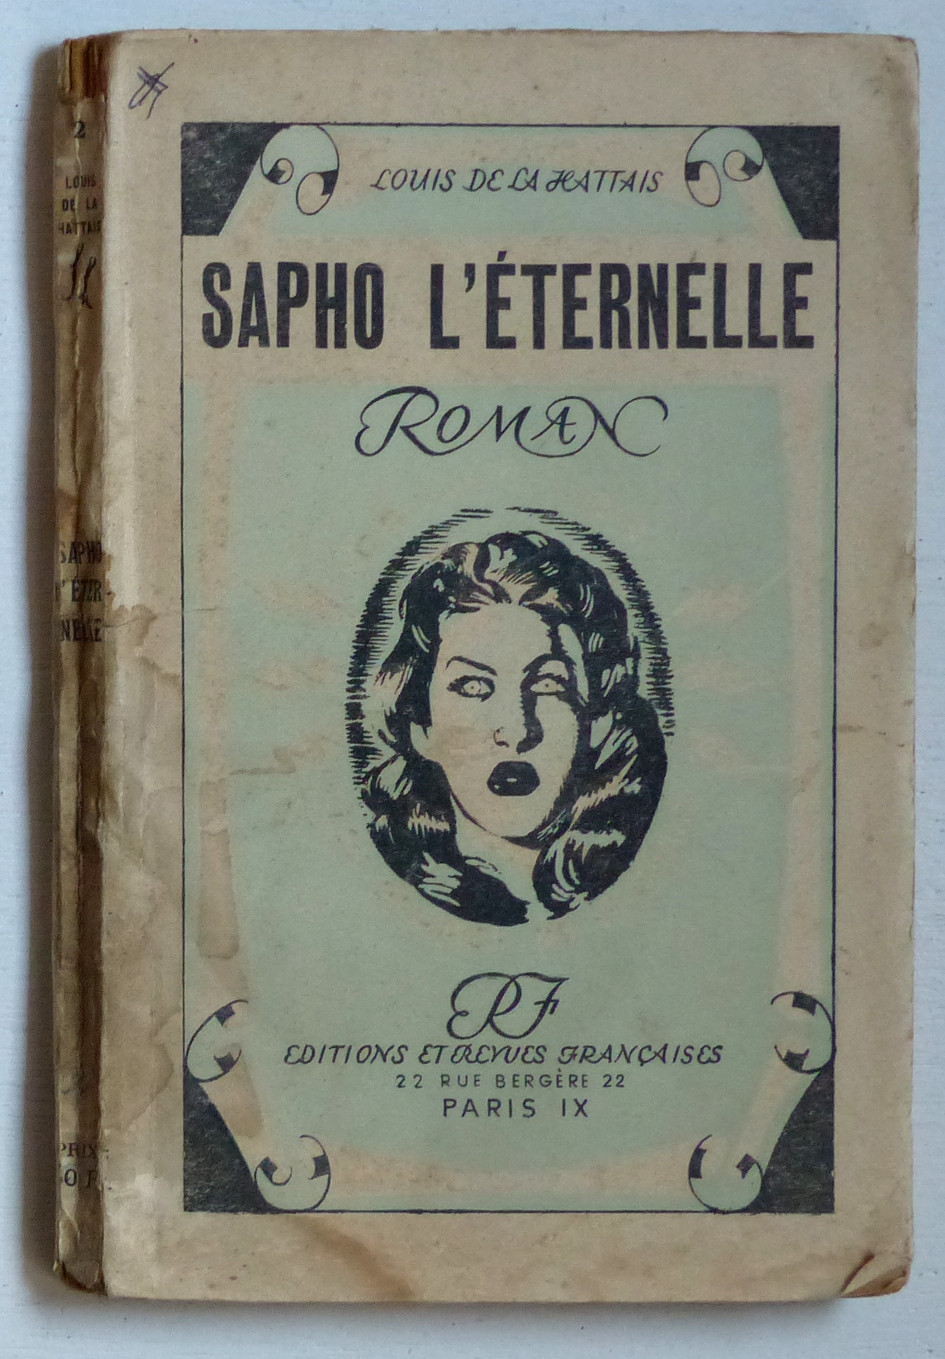 LOUIS DE LA HATTAIS
SAPHO L'ÉTERNELLE
ROMAN
RF
EDITIONS ET REVUES FRANÇAISES
22 RUE BERGÈRE 22
PARIS IX
2
LOUIS
DE LA
HATTAIS
SAPHO
L'ÉTER
NELLE
PRIX